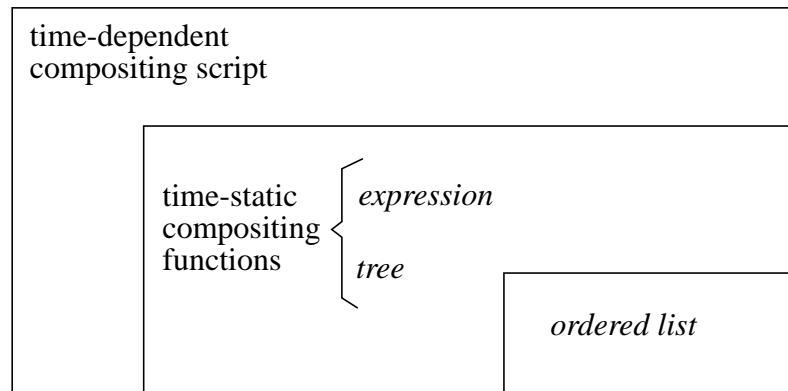 time-dependent
compositing script
time-static
compositing
functions
expression
tree
ordered list